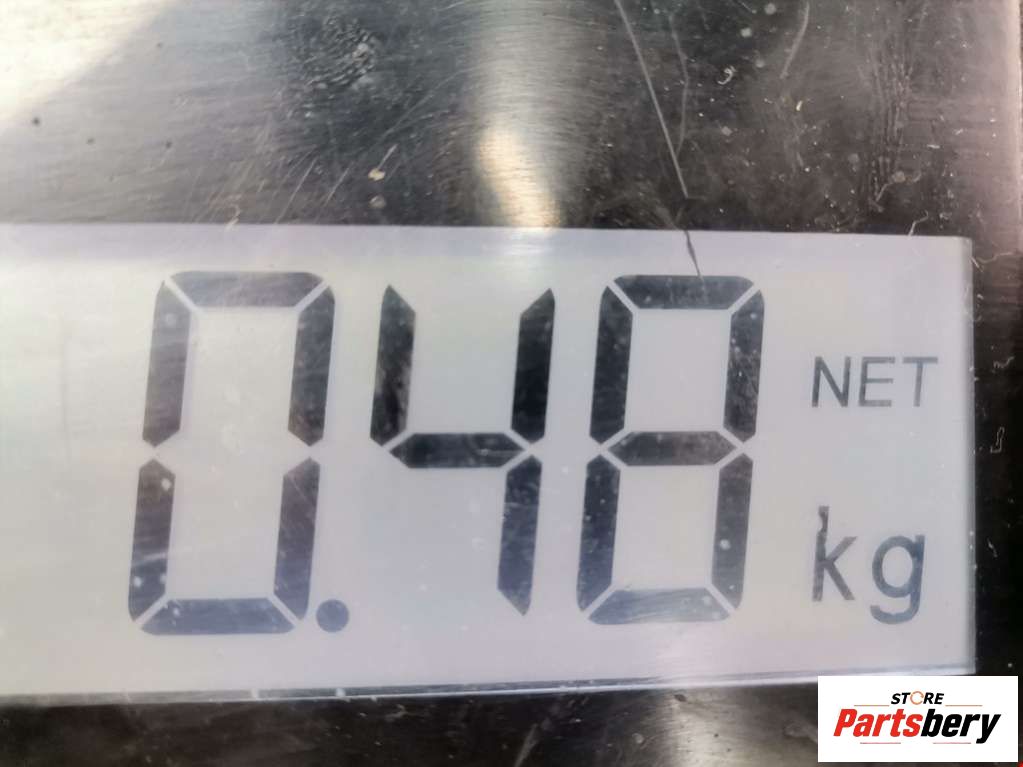 0.48 NET
kg
STORE
Partsbery